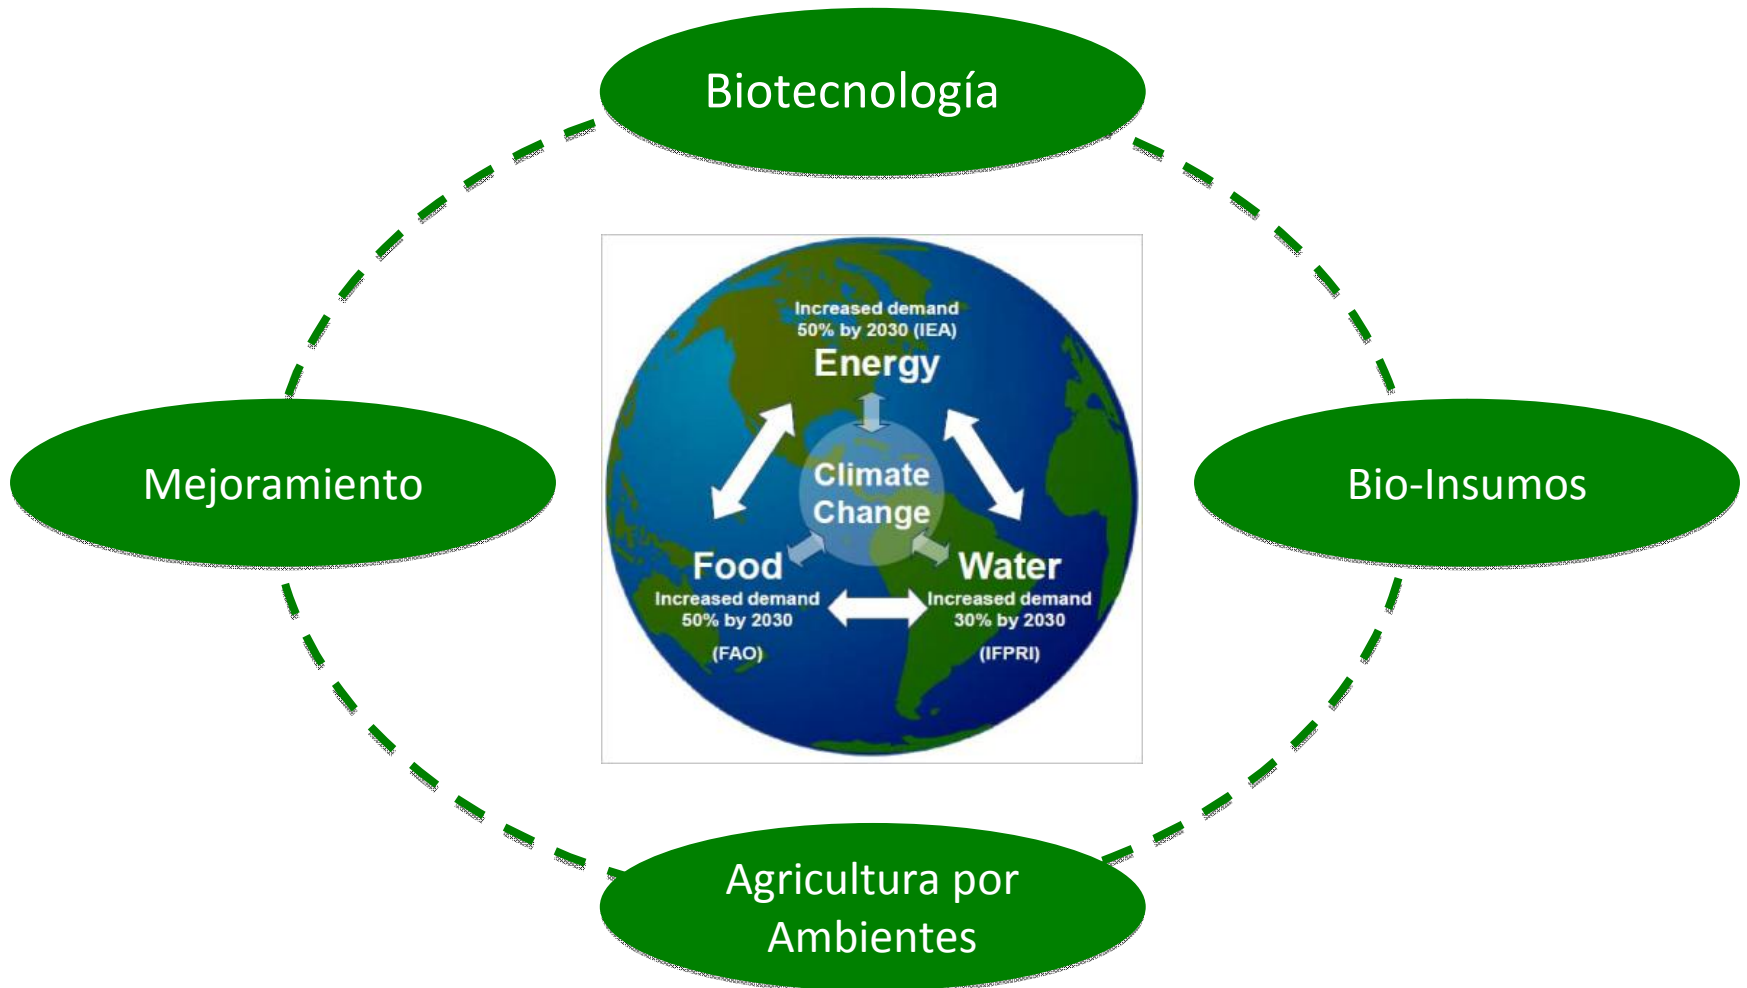 Biotecnología
Increased demand
50% by 2030 (IEA)
Energy
Climate
Change
Mejoramiento
Bio-Insumos
Food
Increased demand
50% by 2030
(FAO)
Water
Increased demand
30% by 2030
(IFPRI)
Agricultura por
Ambientes